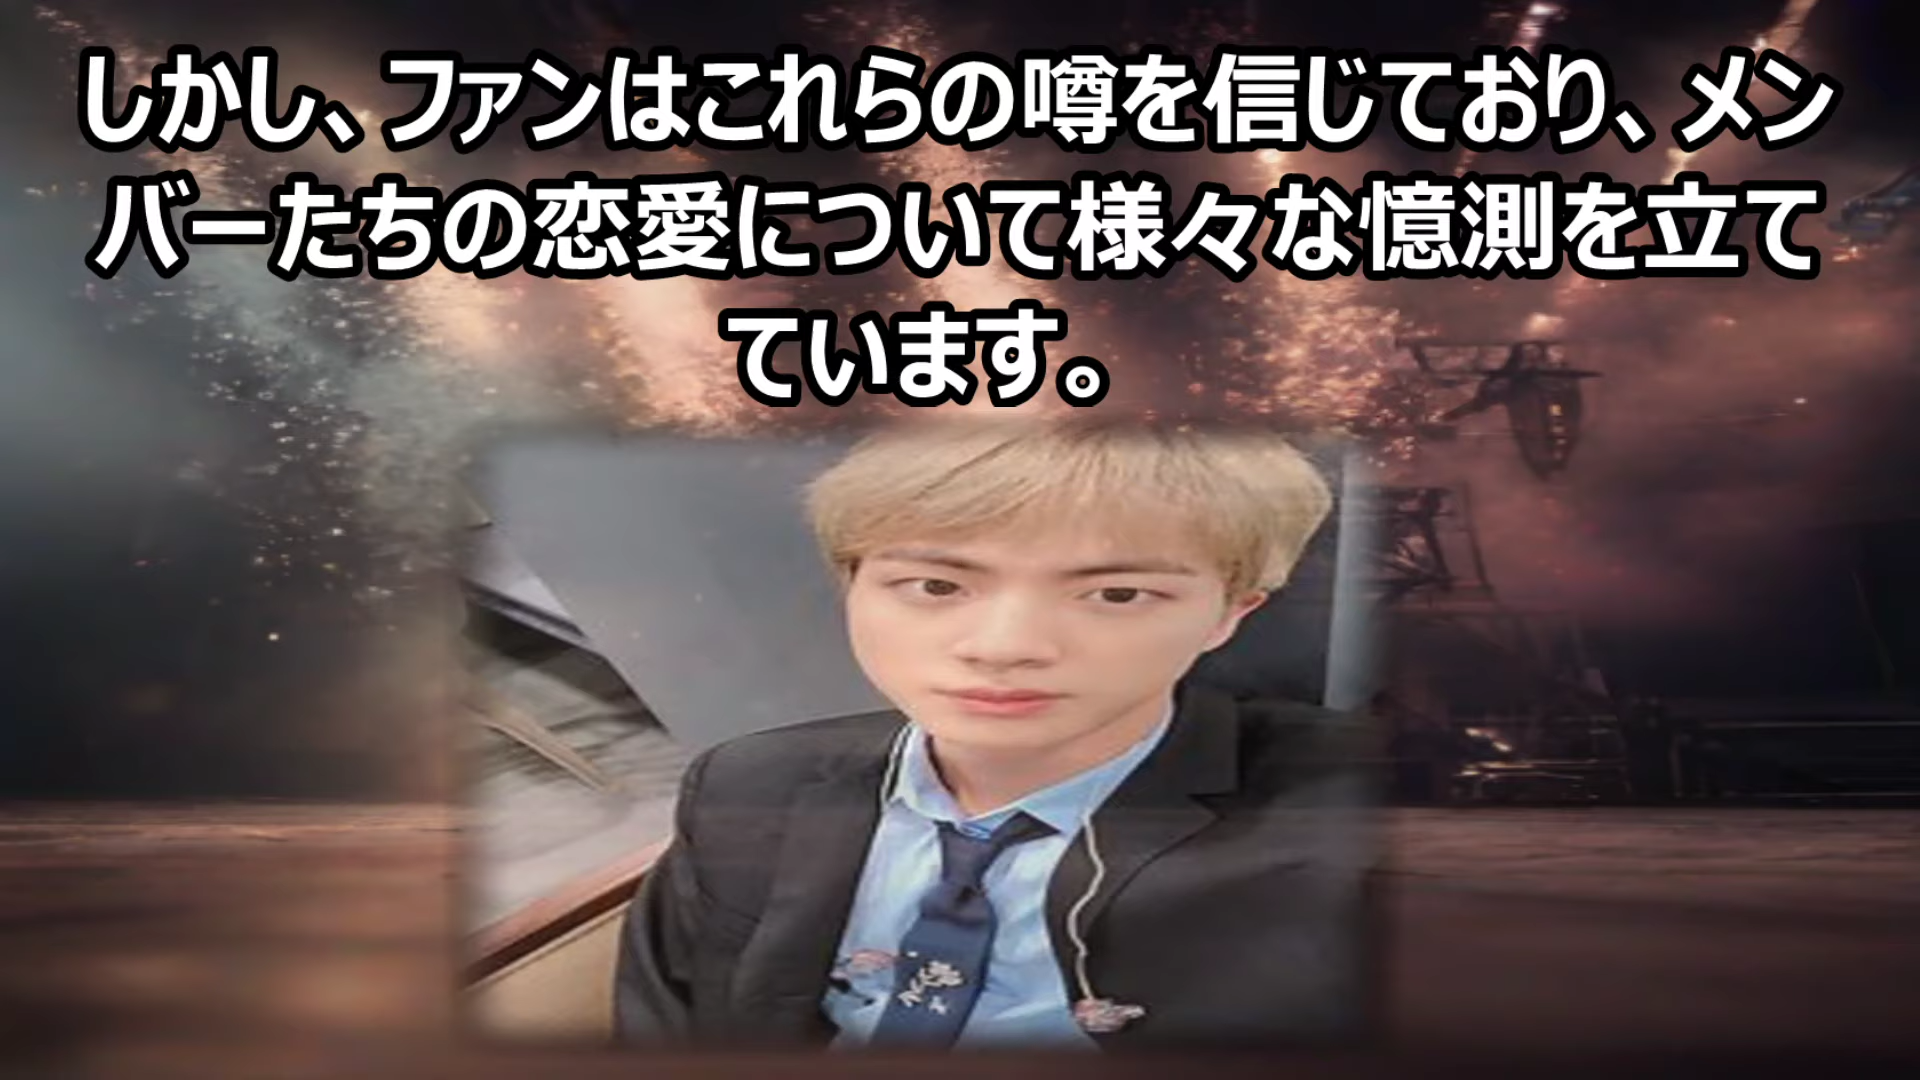 しかし、ファンはこれらの噂を信じており、メン
バーたちの恋愛について様々な憶測を立て
ています。